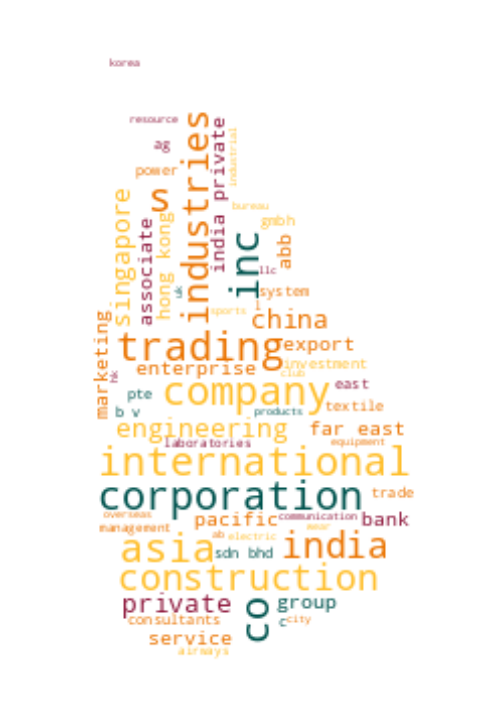 korea
resource
industries
india private
industrial
ag
power
s
singapore
associate
hong kong
bureau
gmbh
inc
abb
llc
uk
system
l
sports
china
marketing
trading
export
enterprise
investment
club
hk
company
east
pte
textile
b v
products
engineering
far east
laboratories
equipment
international
corporation
trade
overseas
pacific
communication
bank
management
ab
electric
asia
sdn bhd
india
construction
private
co
group
consultants
c
city
service
airways